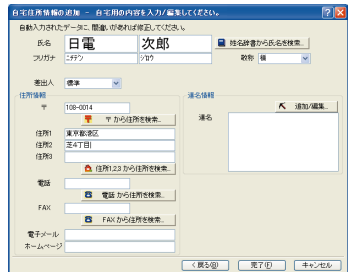 自宅住所情報の追加 - 自宅用の内容を入力/編集してください。
自動入力されたデータに、間違いがあれば修正してください。
氏名 日電 次郎 姓名辞書から氏名を検索...
フリガナ ニチデン ジロウ 敬称 様
差出人 標準
住所情報 連名情報
〒 108-0014 追加/編集...
〒 から住所を検索... 連名
住所1 東京都港区
住所2 芝4丁目
住所3
住所1,2,3 から住所を検索...
電話
電話 から住所を検索...
FAX
FAX から住所を検索...
電子メール
ホームページ
< 戻る(B) 完了(F) キャンセル